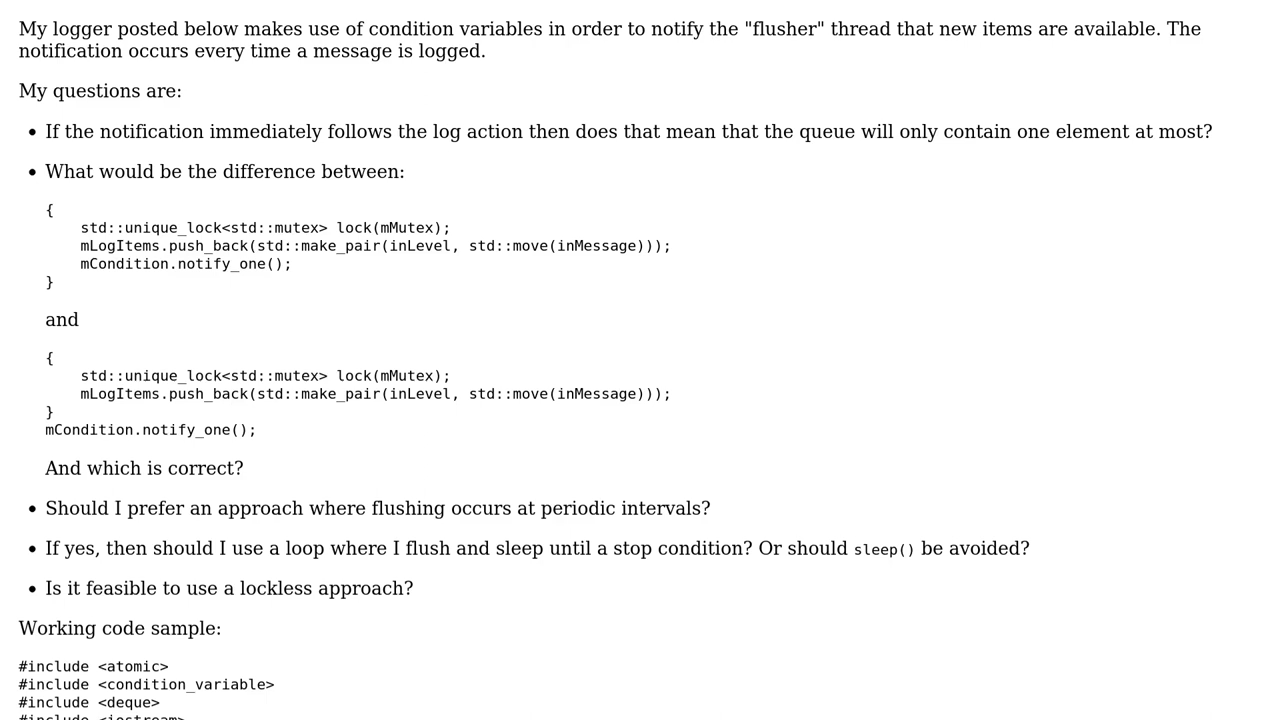 My logger posted below makes use of condition variables in order to notify the "flusher" thread that new items are available. The
notification occurs every time a message is logged.
My questions are:
• If the notification immediately follows the log action then does that mean that the queue will only contain one element at most?
• What would be the difference between:
{
    std::unique_lock<std::mutex> lock(mMutex);
    mLogItems.push_back(std::make_pair(inLevel, std::move(inMessage)));
    mCondition.notify_one();
}
and
{
    std::unique_lock<std::mutex> lock(mMutex);
    mLogItems.push_back(std::make_pair(inLevel, std::move(inMessage)));
}
mCondition.notify_one();
And which is correct?
• Should I prefer an approach where flushing occurs at periodic intervals?
• If yes, then should I use a loop where I flush and sleep until a stop condition? Or should sleep() be avoided?
• Is it feasible to use a lockless approach?
Working code sample:
#include <atomic>
#include <condition_variable>
#include <deque>
#include <iostream>